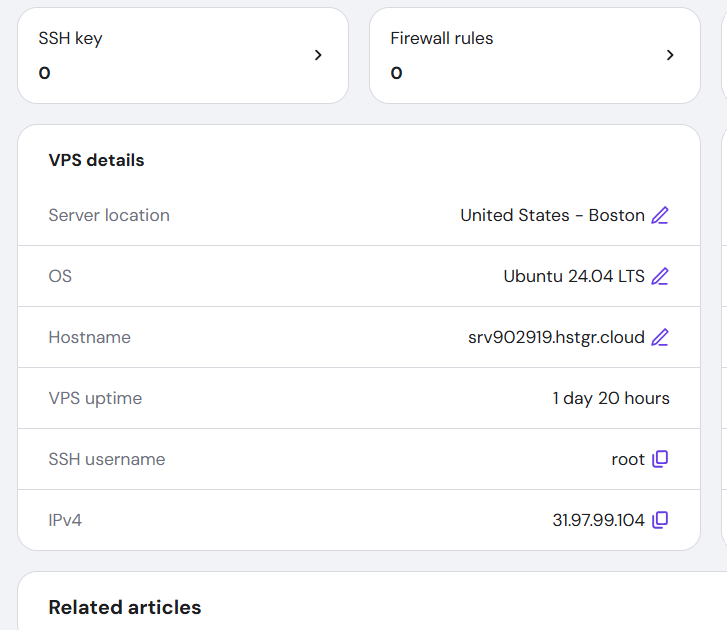 SSH key
0
Firewall rules
0
VPS details
Server location
United States - Boston
OS
Ubuntu 24.04 LTS
Hostname
srv902919.hstgr.cloud
VPS uptime
1 day 20 hours
SSH username
root
IPv4
31.97.99.104
Related articles